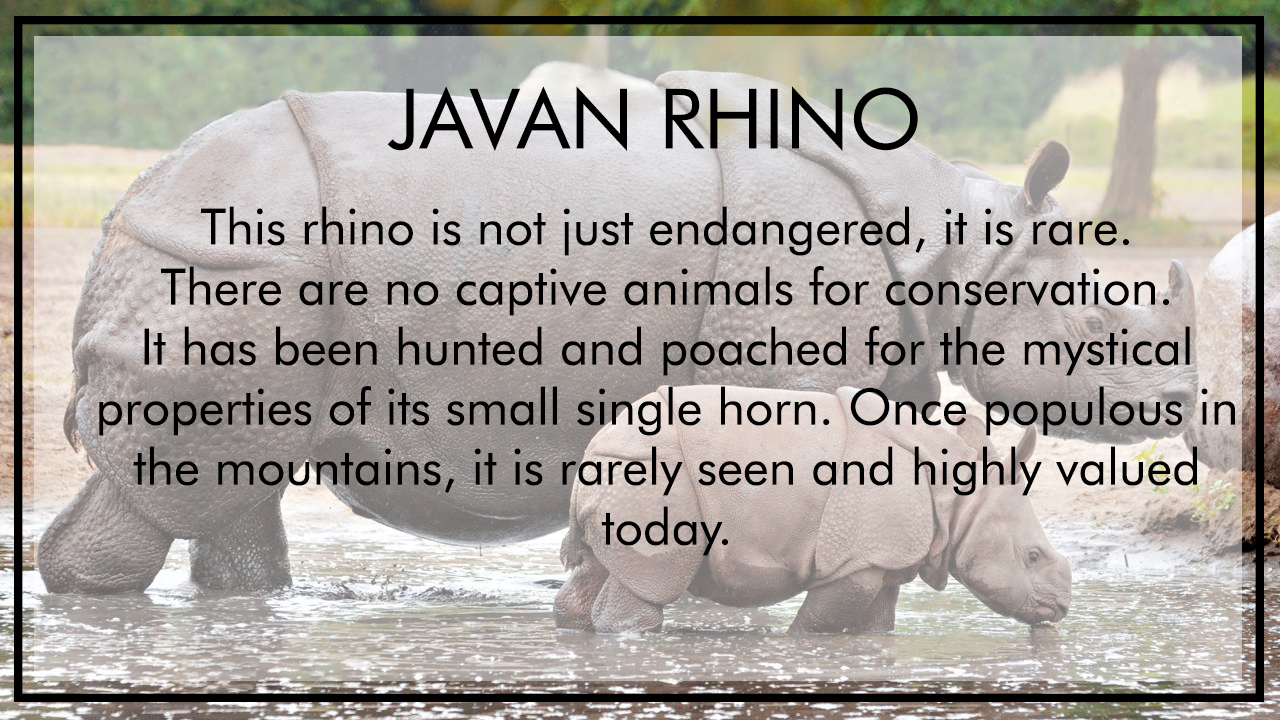 JAVAN RHINO
This rhino is not just endangered, it is rare.
There are no captive animals for conservation.
It has been hunted and poached for the mystical
properties of its small single horn. Once populous in
the mountains, it is rarely seen and highly valued
today.